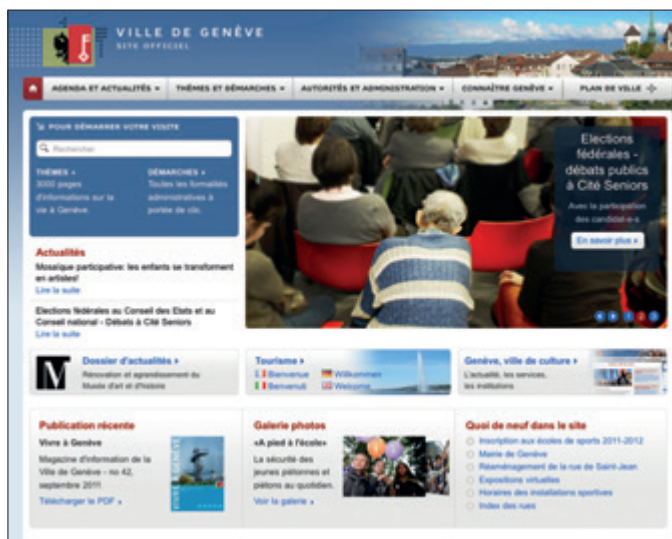 VILLE DE GENÈVE
SITE OFFICIEL
AGENDA ET ACTUALITÉS
THÈMES ET DÉMARCHES
AUTORITÉS ET ADMINISTRATION
CONNAÎTRE GENÈVE
PLAN DE VILLE
POUR DÉMARRER VOTRE VISITE
Rechercher
THÈMES
3000 pages
d'informations sur la
vie à Genève.
DÉMARCHES
Toutes les formalités
administratives à
portée de clic.
Elections
fédérales -
débats publics
à Cité Seniors
Avec la participation
des candidat-e-s
En savoir plus
1 2 3
Actualités
Mosaïque participative: les enfants se transforment
en artistes!
Lire la suite
Elections fédérales au Conseil des Etats et au
Conseil national - Débats à Cité Seniors
Lire la suite
M
Dossier d'actualités
Rénovation et agrandissement du
Musée d'art et d'histoire
Tourisme
Bienvenue
Willkommen
Benvenuti
Welcome
Genève, ville de culture
L'actualité, les services,
les institutions
Publication récente
Vivre à Genève
Magazine d'information de la
Ville de Genève - no 42,
septembre 2011
Télécharger le PDF
VIVRE À GENÈVE
Galerie photos
«A pied à l'école»
La sécurité des
jeunes piétonnes et
piétons au quotidien.
Voir la galerie
Quoi de neuf dans le site
Inscription aux écoles de sports 2011-2012
Mairie de Genève
Réaménagement de la rue de Saint-Jean
Expositions virtuelles
Horaires des installations sportives
Index des rues